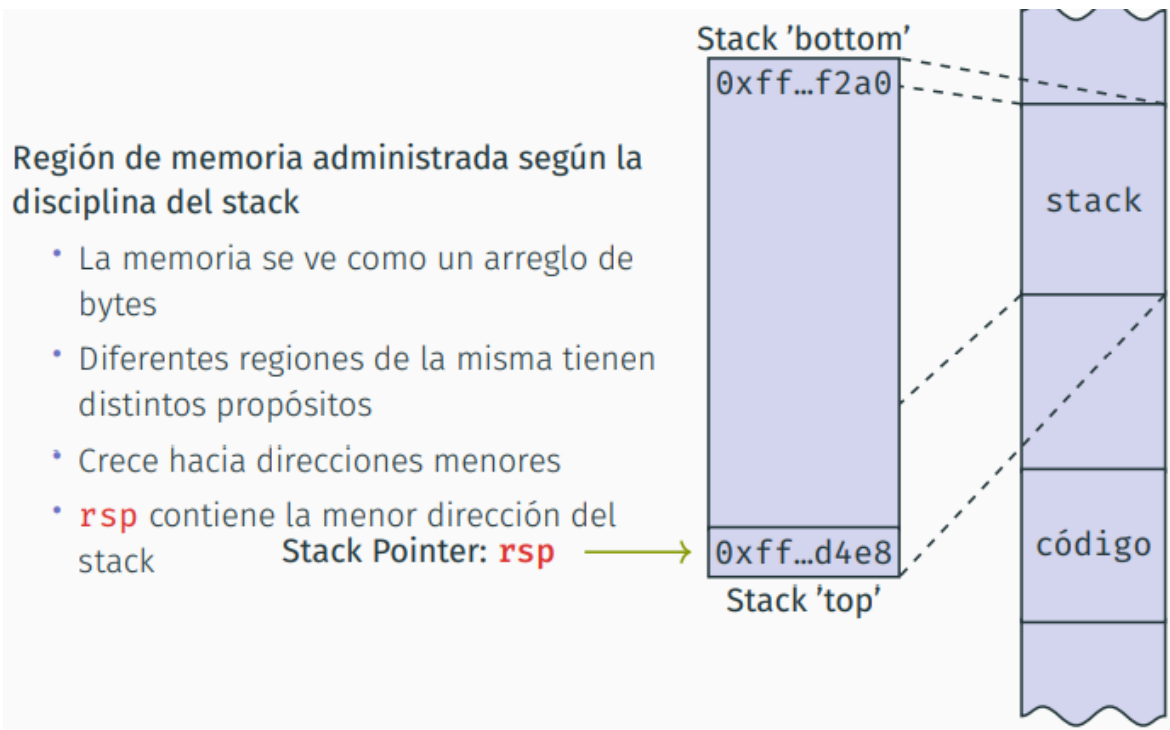 Región de memoria administrada según la
disciplina del stack
• La memoria se ve como un arreglo de
bytes
• Diferentes regiones de la misma tienen
distintos propósitos
• Crece hacia direcciones menores
• rsp contiene la menor dirección del
stack
Stack Pointer: rsp
Stack ’bottom’
0xff…f2a0
0xff…d4e8
Stack ’top’
stack
código